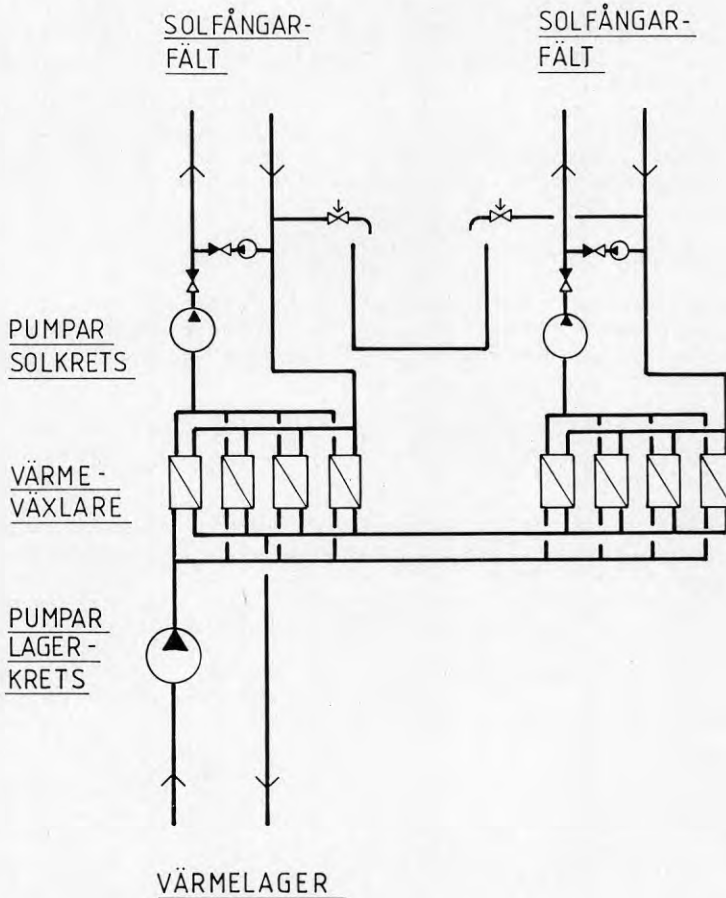 SOLFÅNGAR-
FÄLT
SOLFÅNGAR-
FÄLT
PUMPAR
SOLKRETS
VÄRME-
VÄXLARE
PUMPAR
LAGER-
KRETS
VÄRMELAGER